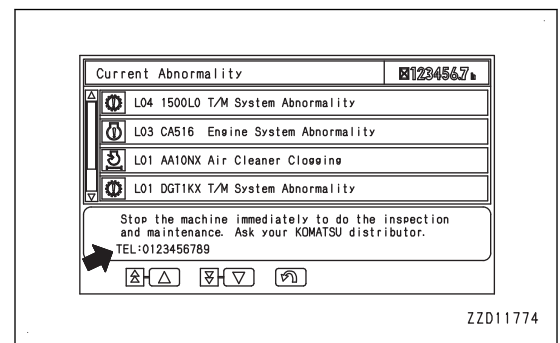 Current Abnormality
1234567h
L04 1500L0 T/M System Abnormality
L03 CA516 Engine System Abnormality
L01 AA10NX Air Cleaner Clogging
L01 DGT1KX T/M System Abnormality
Stop the machine immediately to do the inspection
and maintenance. Ask your KOMATSU distributor.
TEL:0123456789
ZZD11774